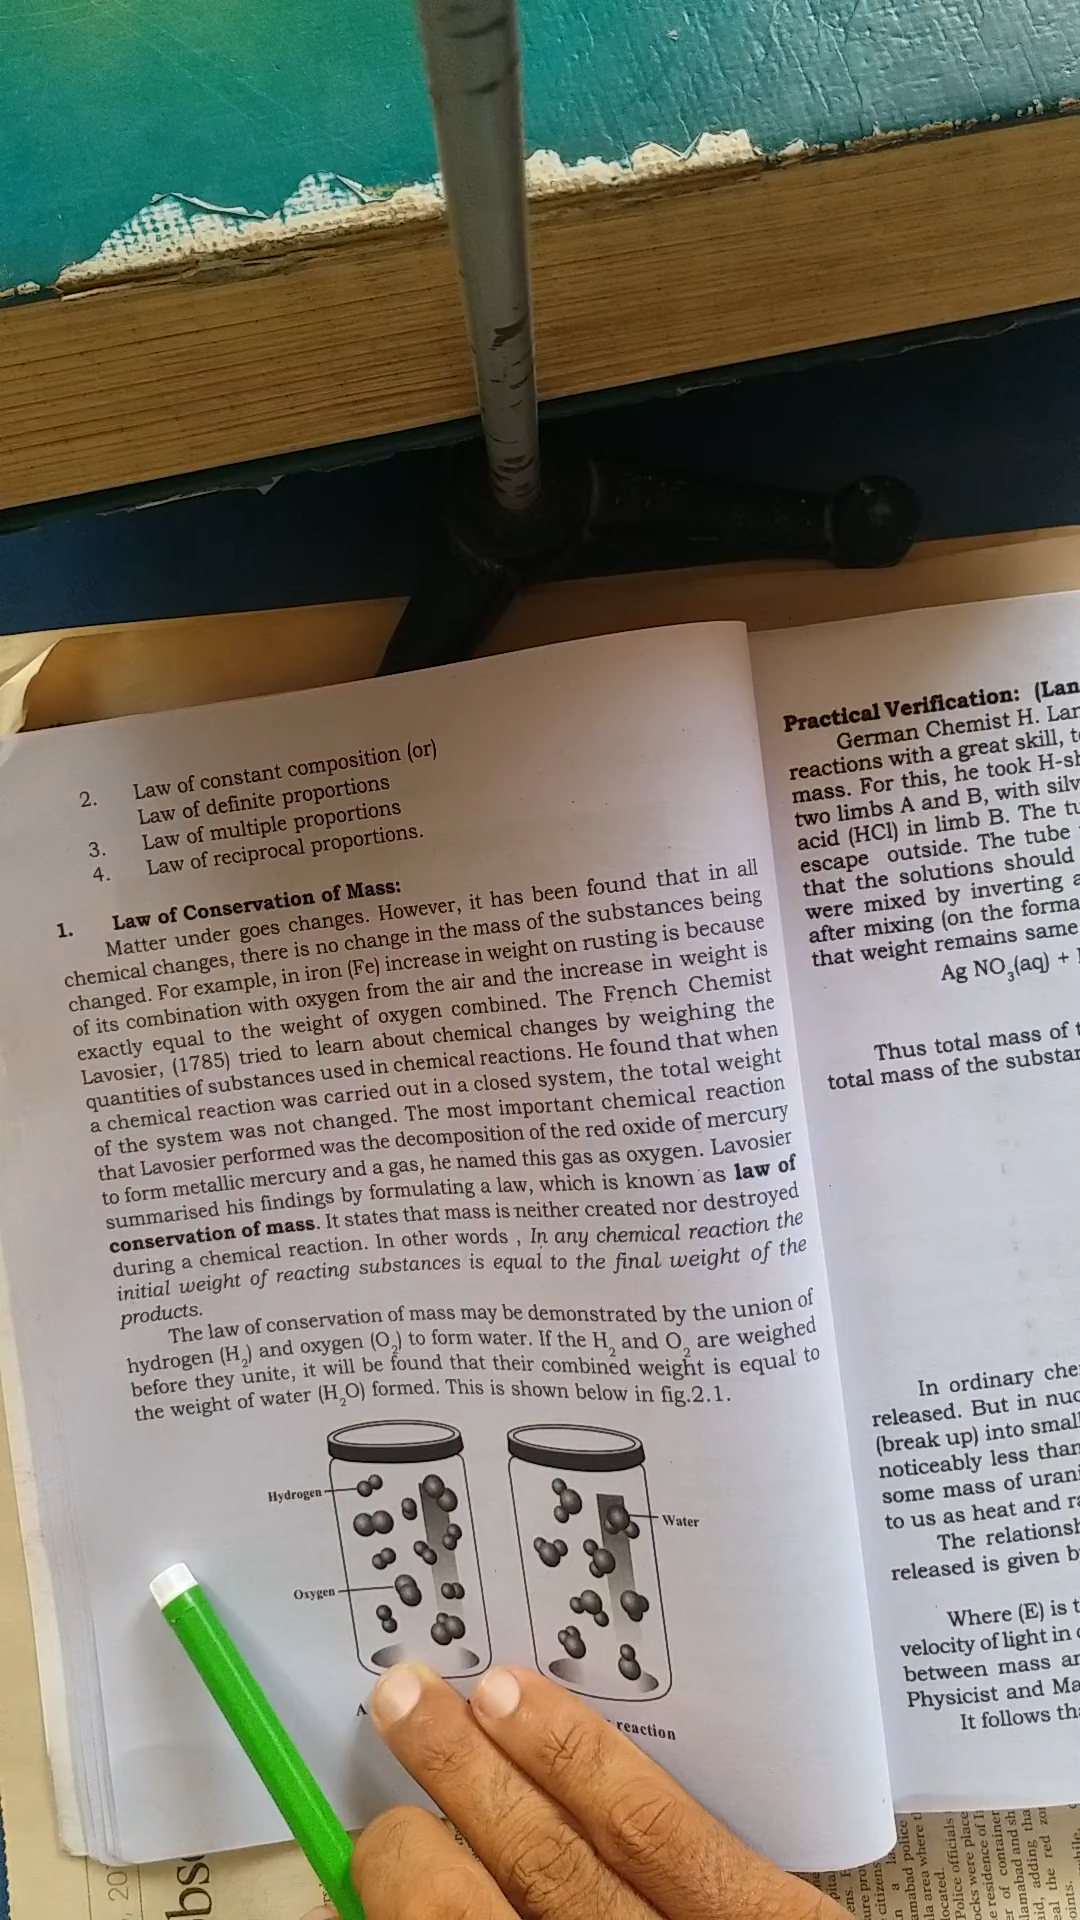 2. Law of constant composition (or)
Law of definite proportions
3. Law of multiple proportions
4. Law of reciprocal proportions.
1. Law of Conservation of Mass:
Matter under goes changes. However, it has been found that in all
chemical changes, there is no change in the mass of the substances being
changed. For example, in iron (Fe) increase in weight on rusting is because
of its combination with oxygen from the air and the increase in weight is
exactly equal to the weight of oxygen combined. The French Chemist
Lavosier, (1785) tried to learn about chemical changes by weighing the
quantities of substances used in chemical reactions. He found that when
a chemical reaction was carried out in a closed system, the total weight
of the system was not changed. The most important chemical reaction
that Lavosier performed was the decomposition of the red oxide of mercury
to form metallic mercury and a gas, he named this gas as oxygen. Lavosier
summarised his findings by formulating a law, which is known as law of
conservation of mass. It states that mass is neither created nor destroyed
during a chemical reaction. In other words , In any chemical reaction the
initial weight of reacting substances is equal to the final weight of the
products.
The law of conservation of mass may be demonstrated by the union of
hydrogen (H₂) and oxygen (O₂) to form water. If the H₂ and O₂ are weighed
before they unite, it will be found that their combined weight is equal to
the weight of water (H₂O) formed. This is shown below in fig.2.1.
Hydrogen
Oxygen
Water
reaction
Practical Verification: (Lan
German Chemist H. Lan
reactions with a great skill, t
mass. For this, he took H-sh
two limbs A and B, with silv
acid (HCl) in limb B. The tu
escape outside. The tube
that the solutions should
were mixed by inverting a
after mixing (on the forma
that weight remains same
Ag NO₃(aq) +
Thus total mass of t
total mass of the substan
In ordinary che
released. But in nuc
(break up) into small
noticeably less than
some mass of urani
to us as heat and ra
The relationsh
released is given b
Where (E) is t
velocity of light in
between mass an
Physicist and Ma
It follows tha